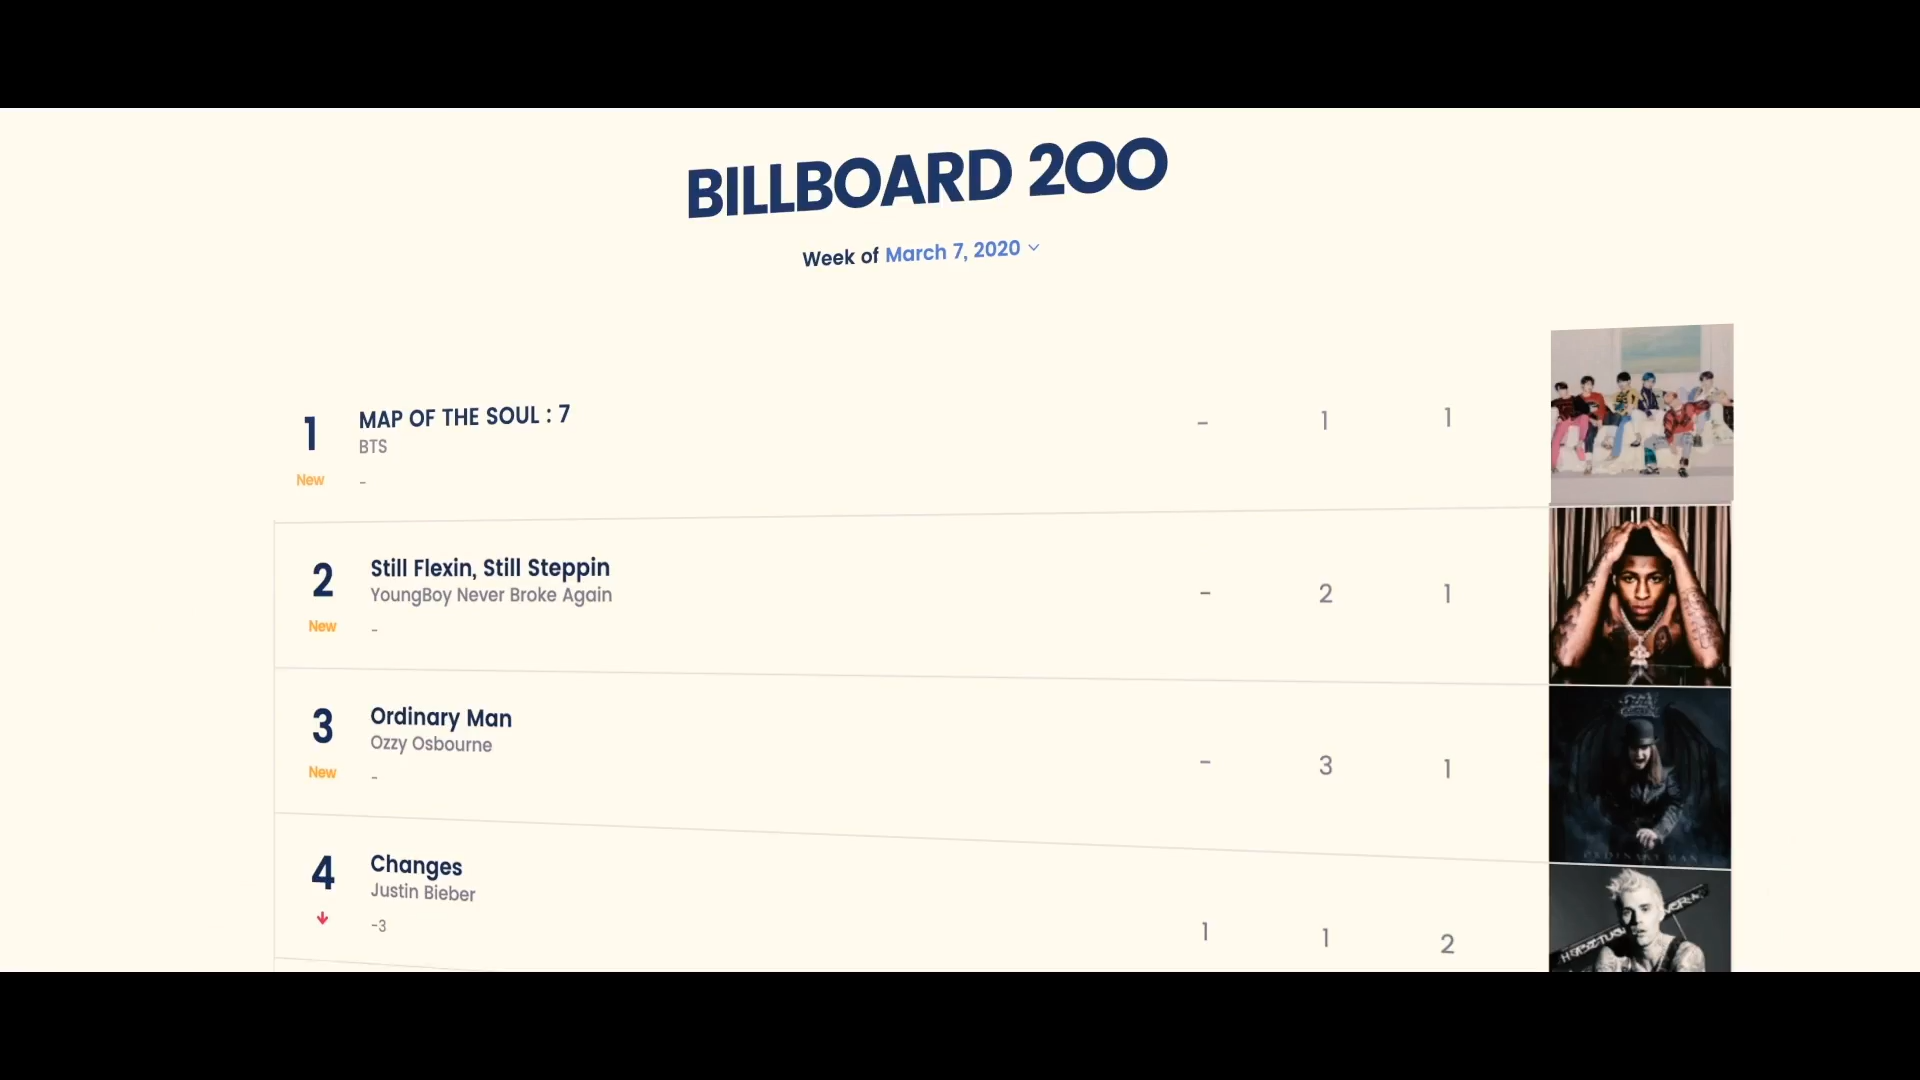 BILLBOARD 200
Week of March 7, 2020
1
MAP OF THE SOUL : 7
BTS
New
-
-
1
1
2
Still Flexin, Still Steppin
YoungBoy Never Broke Again
New
-
-
2
1
3
Ordinary Man
Ozzy Osbourne
New
-
-
3
1
ORDINARY MAN
4
Changes
Justin Bieber
-3
1
1
2